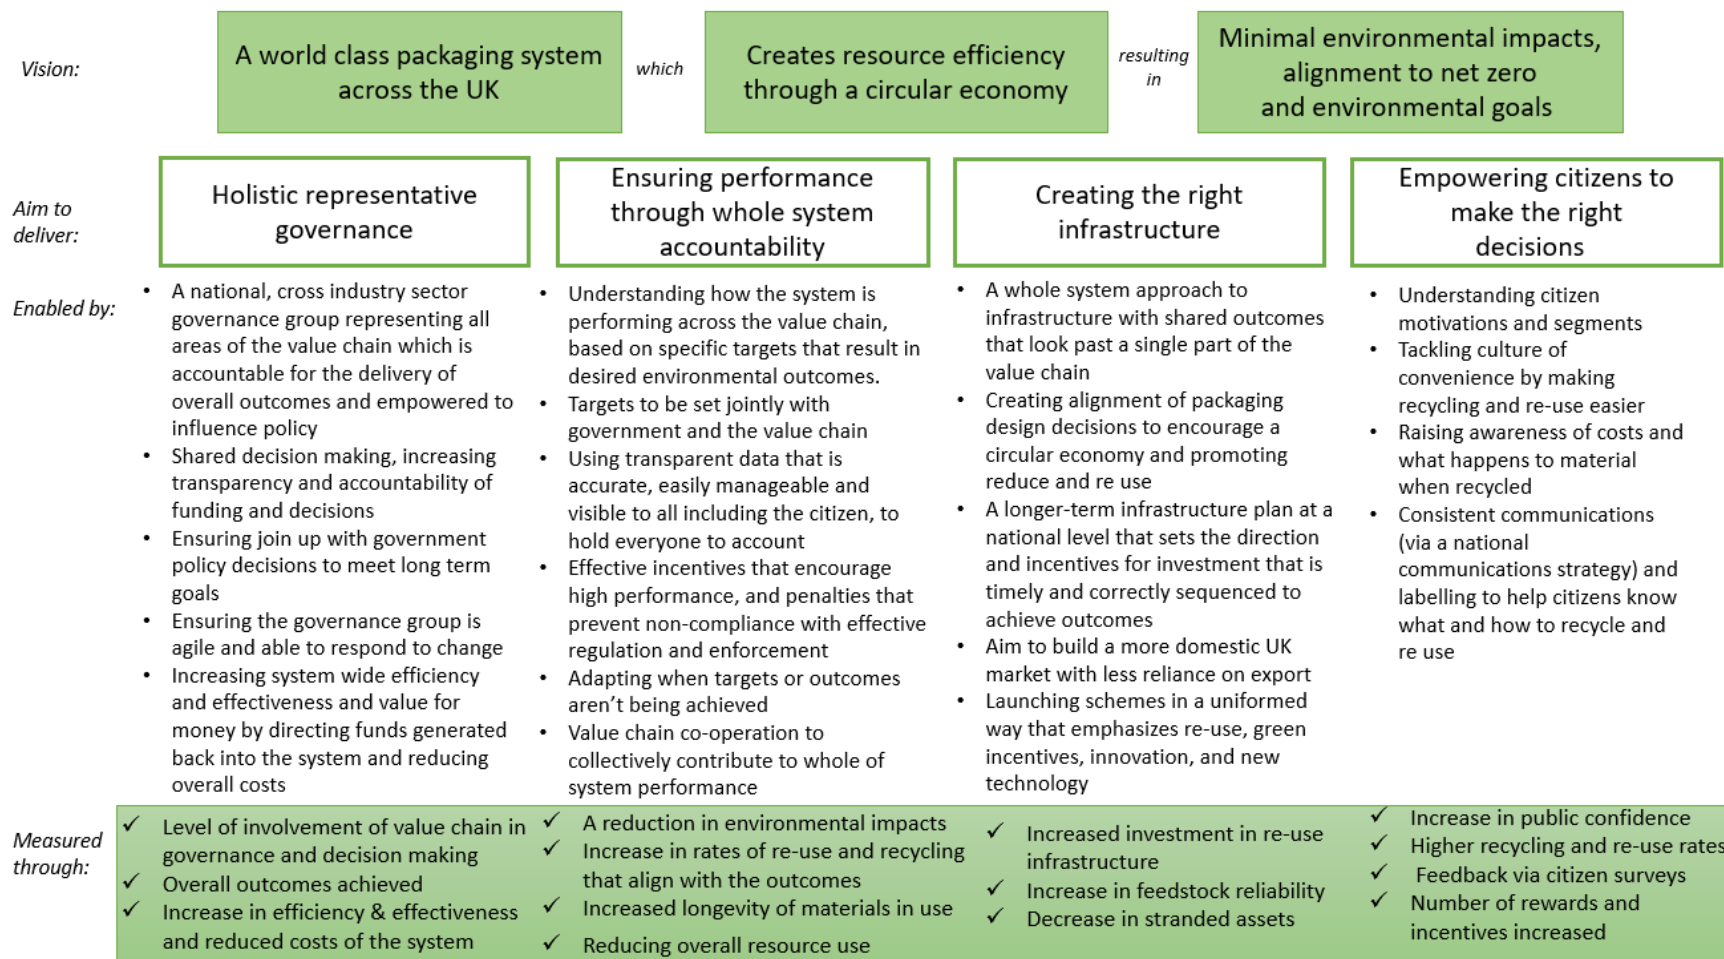 Vision:
A world class packaging system
across the UK
which
Creates resource efficiency
through a circular economy
resulting
in
Minimal environmental impacts,
alignment to net zero
and environmental goals
Aim to
deliver:
Holistic representative
governance
Ensuring performance
through whole system
accountability
Creating the right
infrastructure
Empowering citizens to
make the right
decisions
Enabled by:
• A national, cross industry sector
governance group representing all
areas of the value chain which is
accountable for the delivery of
overall outcomes and empowered to
influence policy
• Shared decision making, increasing
transparency and accountability of
funding and decisions
• Ensuring join up with government
policy decisions to meet long term
goals
• Ensuring the governance group is
agile and able to respond to change
• Increasing system wide efficiency
and effectiveness and value for
money by directing funds generated
back into the system and reducing
overall costs
• Understanding how the system is
performing across the value chain,
based on specific targets that result in
desired environmental outcomes.
• Targets to be set jointly with
government and the value chain
• Using transparent data that is
accurate, easily manageable and
visible to all including the citizen, to
hold everyone to account
• Effective incentives that encourage
high performance, and penalties that
prevent non-compliance with effective
regulation and enforcement
• Adapting when targets or outcomes
aren't being achieved
• Value chain co-operation to
collectively contribute to whole of
system performance
• A whole system approach to
infrastructure with shared outcomes
that look past a single part of the
value chain
• Creating alignment of packaging
design decisions to encourage a
circular economy and promoting
reduce and re use
• A longer-term infrastructure plan at a
national level that sets the direction
and incentives for investment that is
timely and correctly sequenced to
achieve outcomes
• Aim to build a more domestic UK
market with less reliance on export
• Launching schemes in a uniformed
way that emphasizes re-use, green
incentives, innovation, and new
technology
• Understanding citizen
motivations and segments
• Tackling culture of
convenience by making
recycling and re-use easier
• Raising awareness of costs and
what happens to material
when recycled
• Consistent communications
(via a national
communications strategy) and
labelling to help citizens know
what and how to recycle and
re use
Measured
through:
✓ Level of involvement of value chain in
governance and decision making
✓ Overall outcomes achieved
✓ Increase in efficiency & effectiveness
and reduced costs of the system
✓ A reduction in environmental impacts
✓ Increase in rates of re-use and recycling
that align with the outcomes
✓ Increased longevity of materials in use
✓ Reducing overall resource use
✓ Increased investment in re-use
infrastructure
✓ Increase in feedstock reliability
✓ Decrease in stranded assets
✓ Increase in public confidence
✓ Higher recycling and re-use rates
✓ Feedback via citizen surveys
✓ Number of rewards and
incentives increased